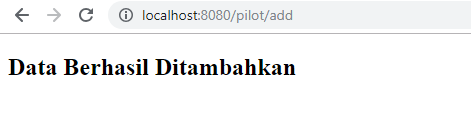 localhost:8080/pilot/add
Data Berhasil Ditambahkan